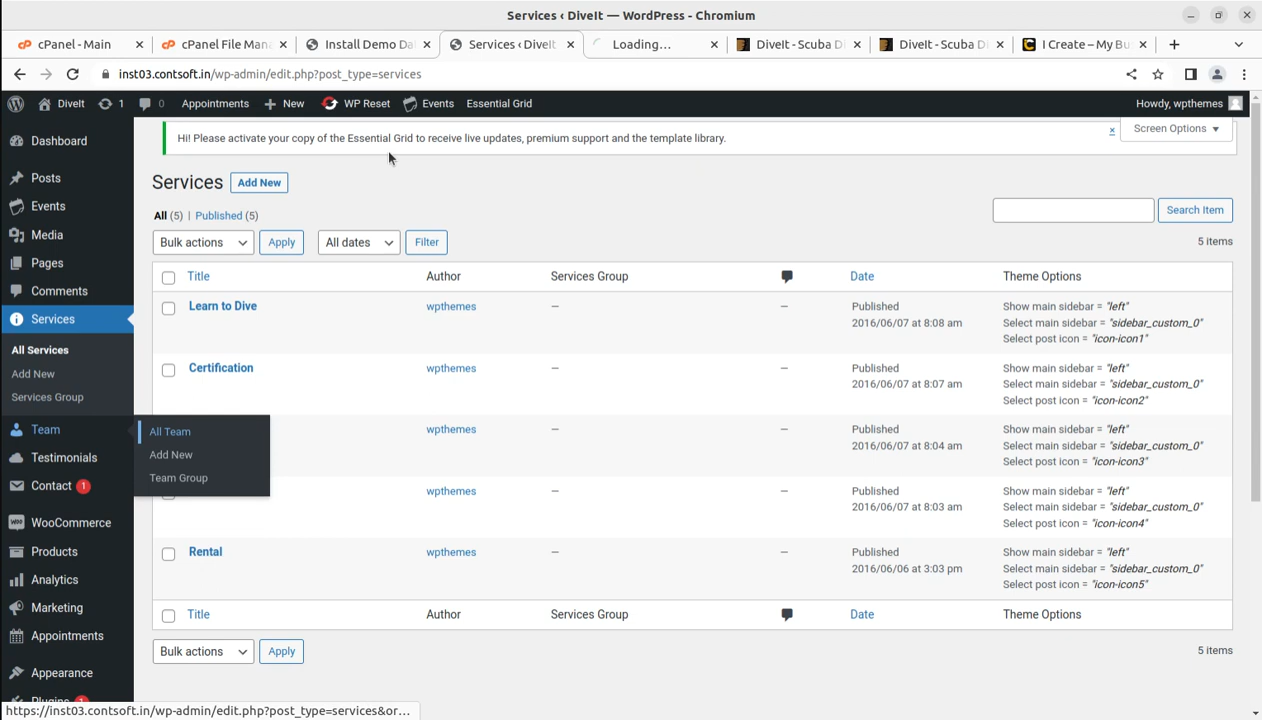 Services ‹ DiveIt — WordPress - Chromium
cPanel - Main
cPanel File Man
Install Demo Da
Services ‹ DiveIt
Loading…
DiveIt - Scuba D
DiveIt - Scuba D
I Create – My Bu
inst03.contsoft.in/wp-admin/edit.php?post_type=services
DiveIt 1 0 Appointments New WP Reset Events Essential Grid Howdy, wpthemes
Hi! Please activate your copy of the Essential Grid to receive live updates, premium support and the template library.
×
Screen Options
Dashboard
Posts
Events
Media
Pages
Comments
Services
All Services
Add New
Services Group
Team
All Team
Add New
Team Group
Testimonials
Contact 1
WooCommerce
Products
Analytics
Marketing
Appointments
Appearance
Services Add New
All (5) | Published (5)
Search Item
Bulk actions Apply All dates Filter 5 items
Title Author Services Group Date Theme Options
Learn to Dive wpthemes — — Published
2016/06/07 at 8:08 am
Show main sidebar = "left"
Select main sidebar = "sidebar_custom_0"
Select post icon = "icon-icon1"
Certification wpthemes — — Published
2016/06/07 at 8:07 am
Show main sidebar = "left"
Select main sidebar = "sidebar_custom_0"
Select post icon = "icon-icon2"
wpthemes — — Published
2016/06/07 at 8:04 am
Show main sidebar = "left"
Select main sidebar = "sidebar_custom_0"
Select post icon = "icon-icon3"
wpthemes — — Published
2016/06/07 at 8:03 am
Show main sidebar = "left"
Select main sidebar = "sidebar_custom_0"
Select post icon = "icon-icon4"
Rental wpthemes — — Published
2016/06/06 at 3:03 pm
Show main sidebar = "left"
Select main sidebar = "sidebar_custom_0"
Select post icon = "icon-icon5"
Title Author Services Group Date Theme Options
Bulk actions Apply 5 items
https://inst03.contsoft.in/wp-admin/edit.php?post_type=services&or…